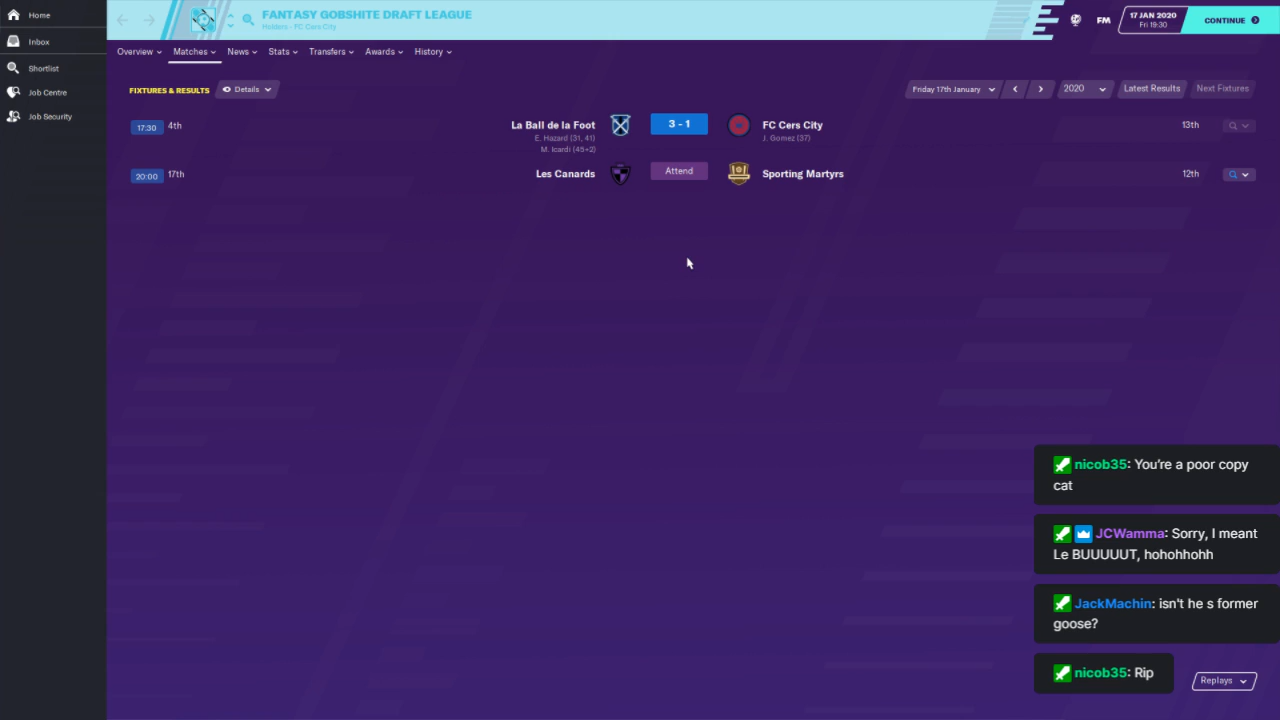 Home
Inbox
Shortlist
Job Centre
Job Security
FANTASY GOBSHITE DRAFT LEAGUE
Holders - FC Cers City
FM
17 JAN 2020
Fri 19:30
CONTINUE
Overview
Matches
News
Stats
Transfers
Awards
History
FIXTURES & RESULTS
Details
Friday 17th January
2020
Latest Results
Next Fixtures
17:30 4th La Ball de la Foot 3 - 1 FC Cers City 13th
E. Hazard (31, 41) J. Gomez (37)
M. Icardi (45+2)
20:00 17th Les Canards Attend Sporting Martyrs 12th
nicob35: You're a poor copy
cat
JCWamma: Sorry, I meant
Le BUUUUUT, hohohhohh
JackMachin: isn't he s former
goose?
nicob35: Rip
Replays